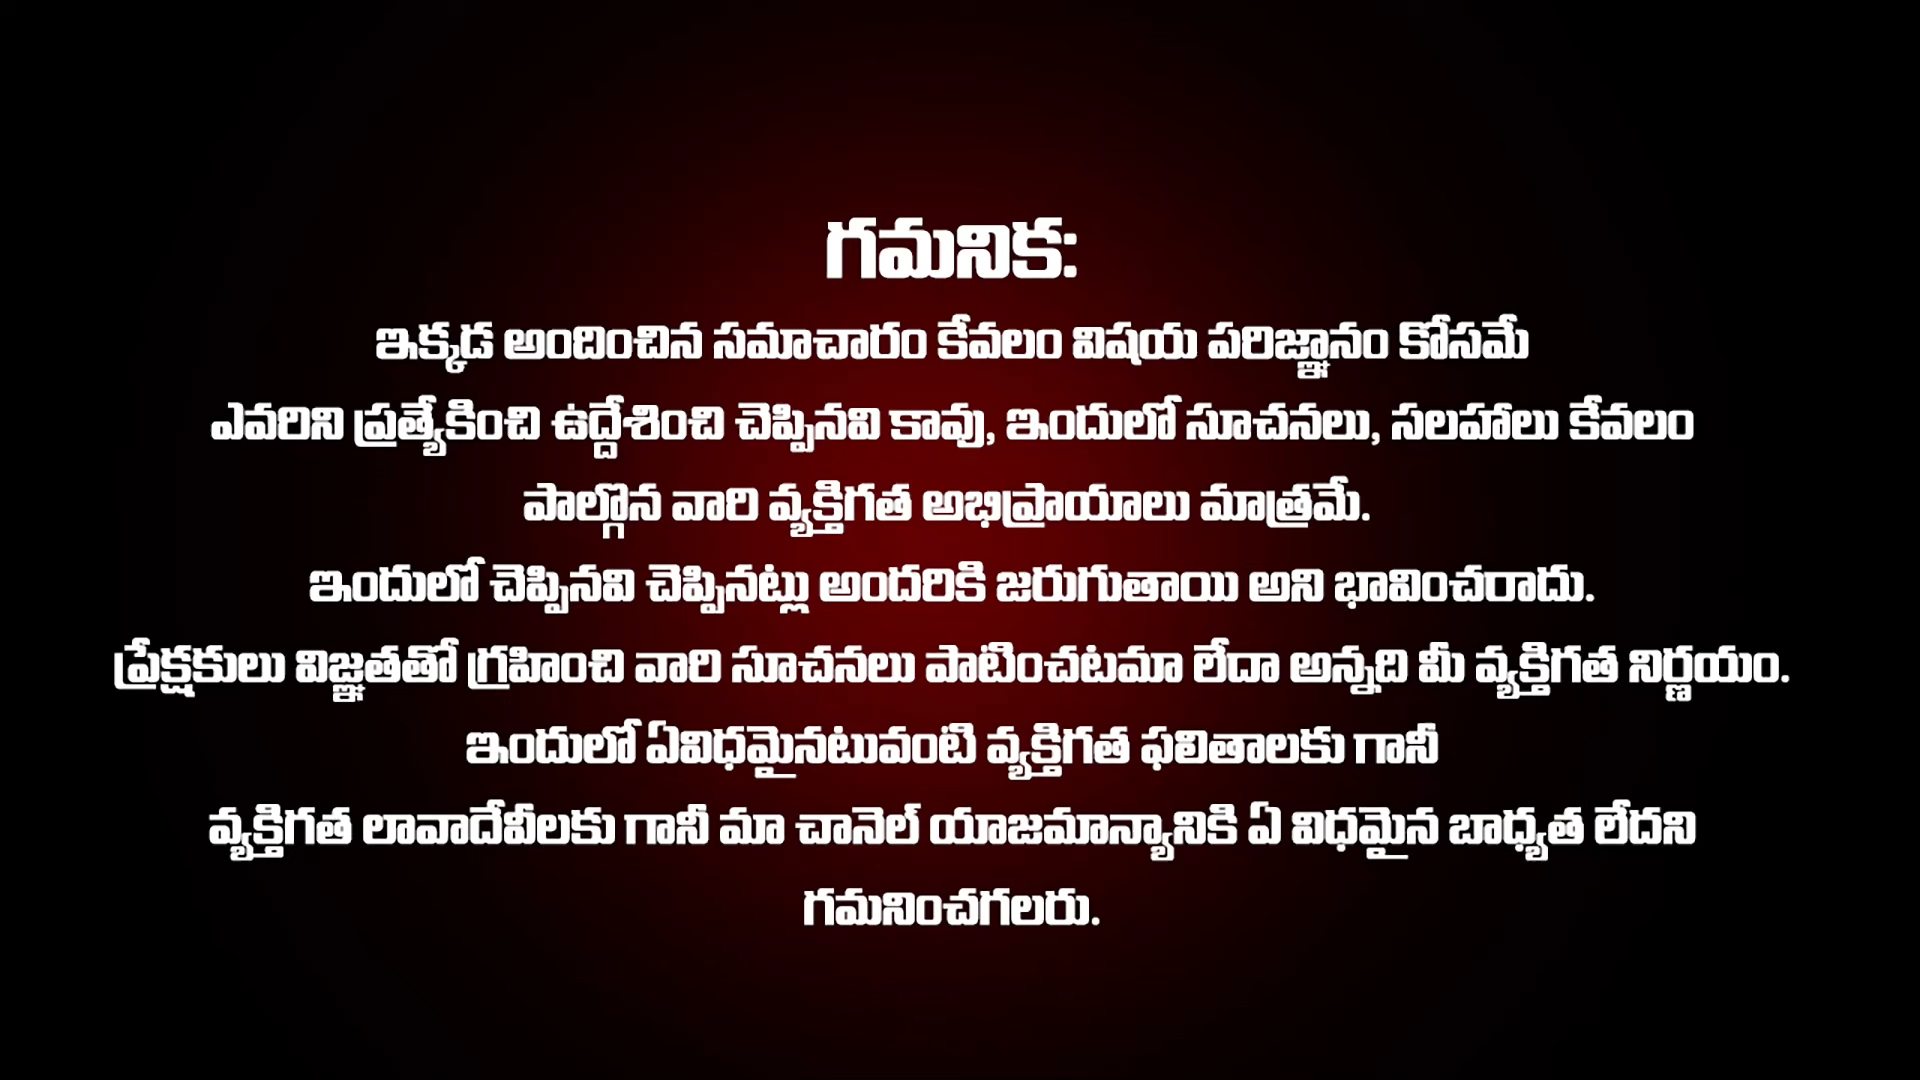 గమనిక:
ఇక్కడ అందించిన సమాచారం కేవలం విషయ పరిజ్ఞానం కోసమే
ఎవరిని ప్రత్యేకించి ఉద్దేశించి చెప్పినవి కావు, ఇందులో సూచనలు, సలహాలు కేవలం
పాల్గొన వారి వ్యక్తిగత అభిప్రాయాలు మాత్రమే.
ఇందులో చెప్పినవి చెప్పినట్లు అందరికి జరుగుతాయి అని భావించరాదు.
ప్రేక్షకులు విజ్ఞతతో గ్రహించి వారి సూచనలు పాటించటమా లేదా అన్నది మీ వ్యక్తిగత నిర్ణయం.
ఇందులో ఏవిధమైనటువంటి వ్యక్తిగత ఫలితాలకు గానీ
వ్యక్తిగత లావాదేవీలకు గానీ మా చానెల్ యాజమాన్యానికి ఏ విధమైన బాధ్యత లేదని
గమనించగలరు.